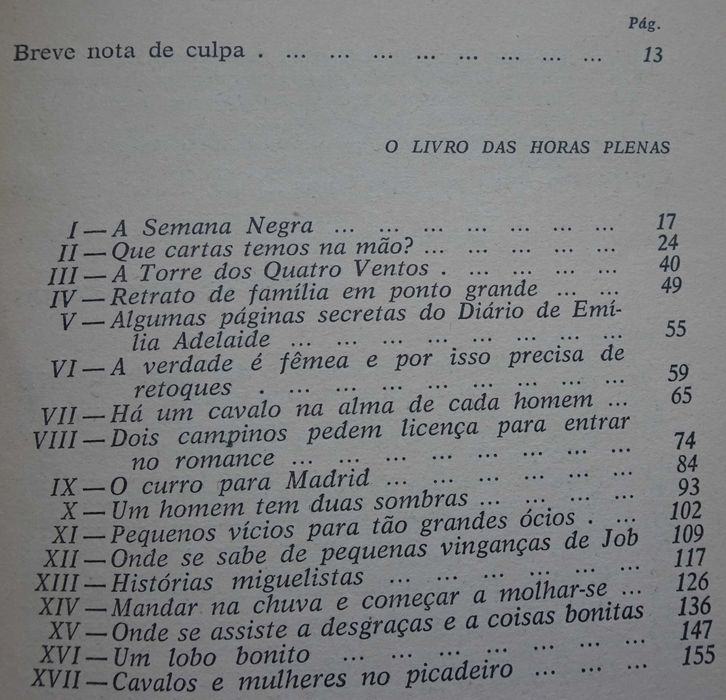 Pág.
Breve nota de culpa . ... ... ... ... ... ... ... ... 13
O LIVRO DAS HORAS PLENAS
I — A Semana Negra ... ... ... ... ... ... ... 17
II — Que cartas temos na mão? ... ... ... ... ... 24
III — A Torre dos Quatro Ventos . ... ... ... ... 40
IV — Retrato de família em ponto grande ... ... 49
V — Algumas páginas secretas do Diário de Emí-
lia Adelaide ... ... ... ... ... ... ... ... 55
VI — A verdade é fêmea e por isso precisa de
retoques . ... ... ... ... ... ... ... ... 59
VII — Há um cavalo na alma de cada homem ... 65
VIII — Dois campinos pedem licença para entrar
no romance ... ... ... ... ... ... ... ... 74
IX — O curro para Madrid ... ... ... ... ... ... 84
X — Um homem tem duas sombras ... ... ... ... 93
XI — Pequenos vícios para tão grandes ócios . ... 102
XII — Onde se sabe de pequenas vinganças de Job 109
XIII — Histórias miguelistas ... ... ... ... ... ... 117
XIV — Mandar na chuva e começar a molhar-se ... 126
XV — Onde se assiste a desgraças e a coisas bonitas 136
XVI — Um lobo bonito ... ... ... ... ... ... ... 147
XVII — Cavalos e mulheres no picadeiro ... ... ... 155